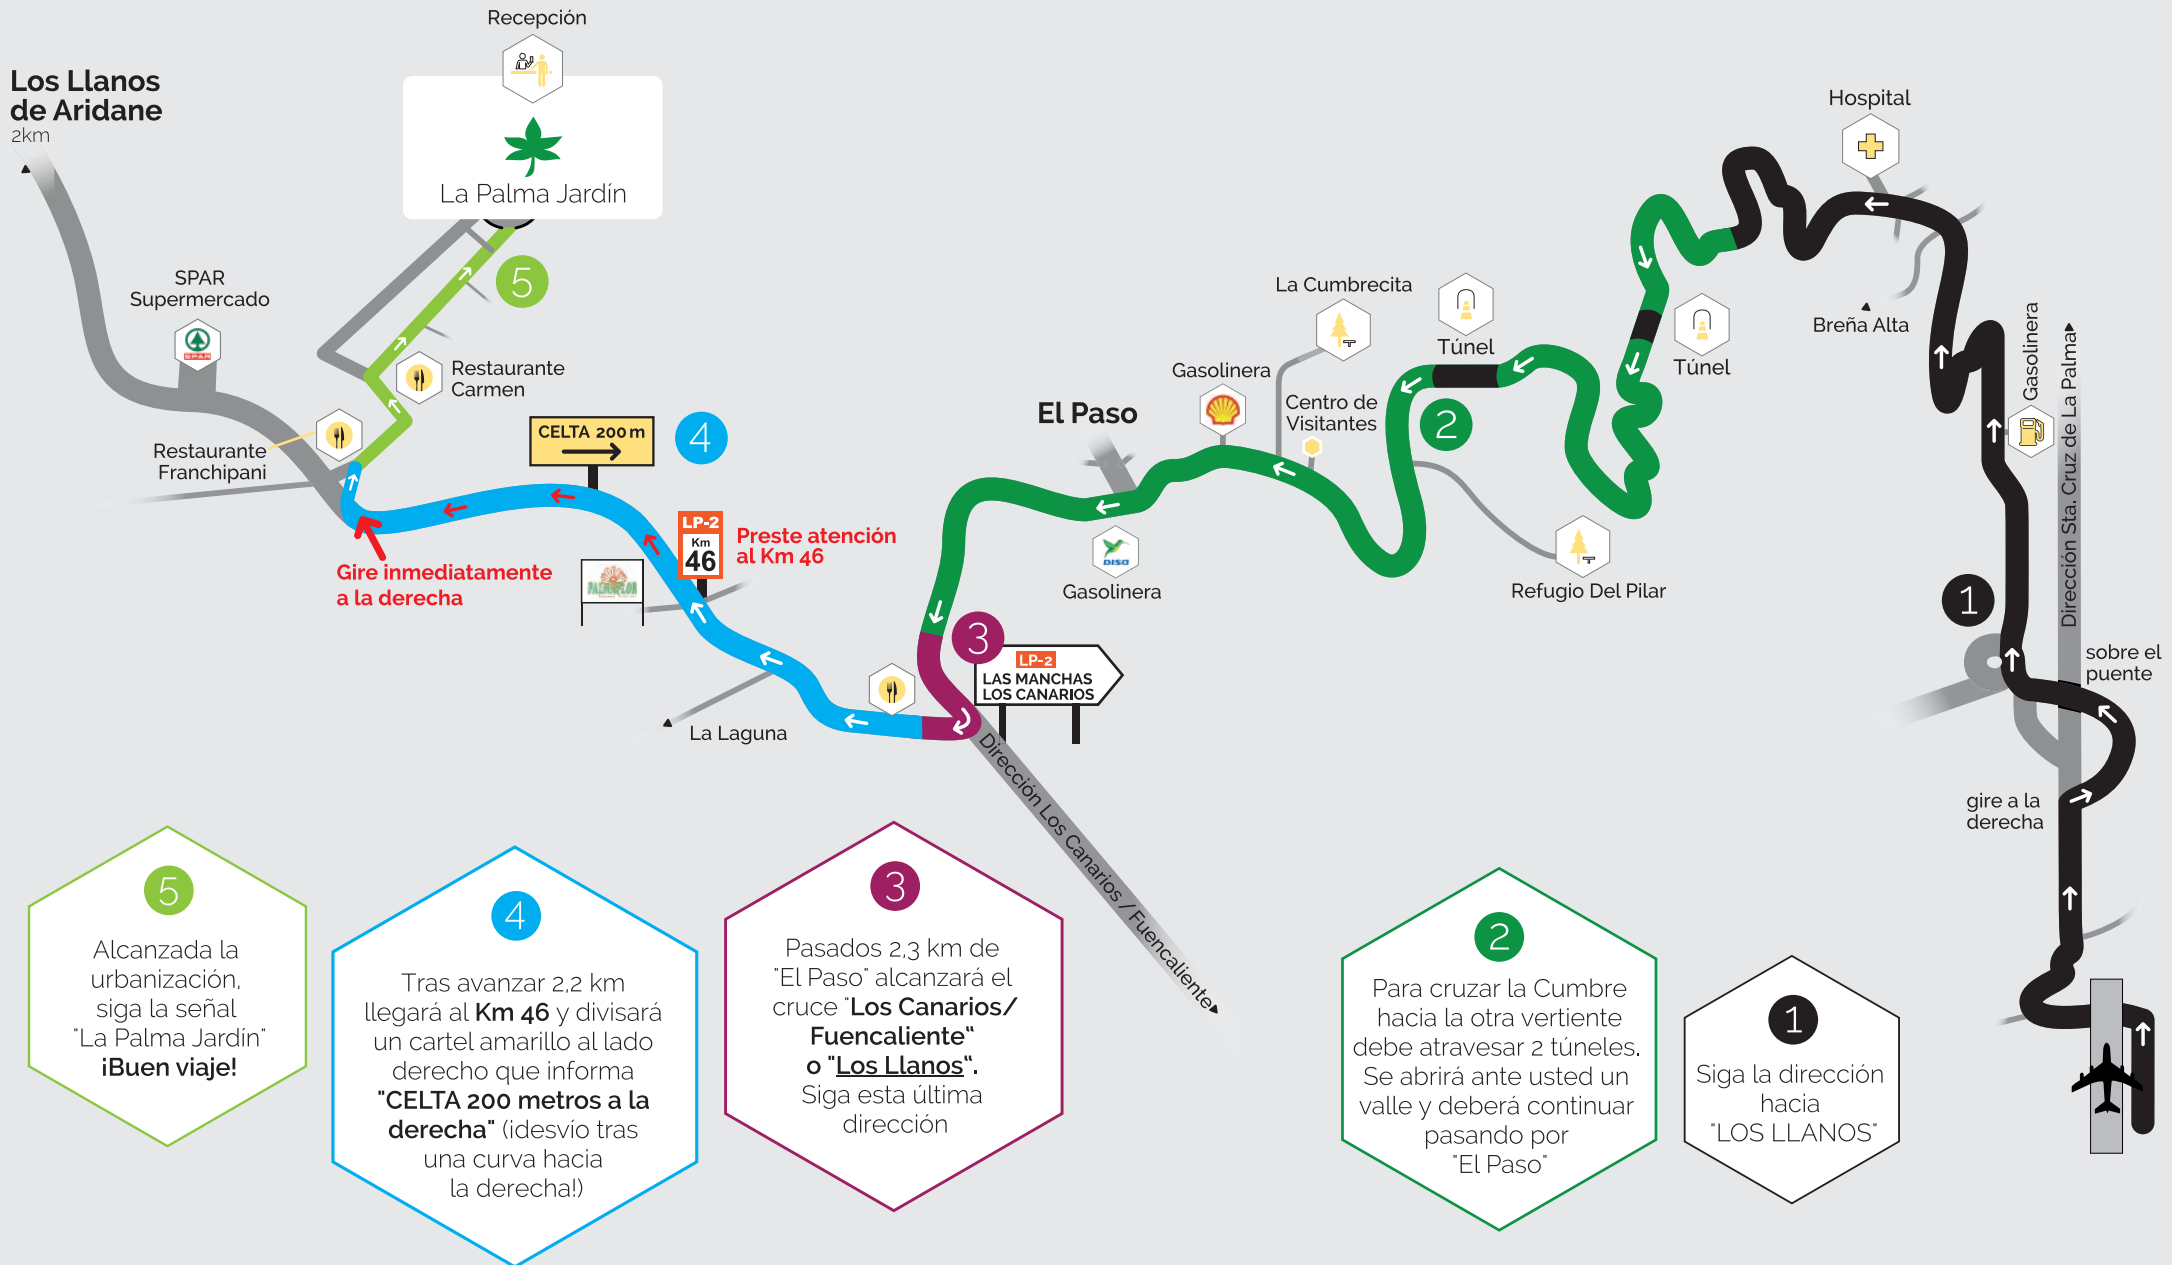 Recepción
Los Llanos
de Aridane
2km
La Palma Jardín
5
SPAR
Supermercado
SPAR
Restaurante
Carmen
Restaurante
Franchipani
CELTA 200 m
4
LP-2
Km
46
Preste atención
al Km 46
Gire inmediatamente
a la derecha
PALMAFLOR
La Laguna
3
LP-2
LAS MANCHAS
LOS CANARIOS
Dirección Los Canarios / Fuencaliente
El Paso
Gasolinera
DISA
Gasolinera
La Cumbrecita
Centro de
Visitantes
Túnel
2
Refugio Del Pilar
Túnel
Hospital
Breña Alta
Gasolinera
Dirección Sta. Cruz de La Palma
1
sobre el
puente
gire a la
derecha
5
Alcanzada la
urbanización,
siga la señal
"La Palma Jardín"
¡Buen viaje!
4
Tras avanzar 2,2 km
llegará al Km 46 y divisará
un cartel amarillo al lado
derecho que informa
"CELTA 200 metros a la
derecha" (¡desvío tras
una curva hacia
la derecha!)
3
Pasados 2,3 km de
"El Paso" alcanzará el
cruce "Los Canarios/
Fuencaliente“
o "Los Llanos“.
Siga esta última
dirección
2
Para cruzar la Cumbre
hacia la otra vertiente
debe atravesar 2 túneles.
Se abrirá ante usted un
valle y deberá continuar
pasando por
"El Paso"
1
Siga la dirección
hacia
"LOS LLANOS"